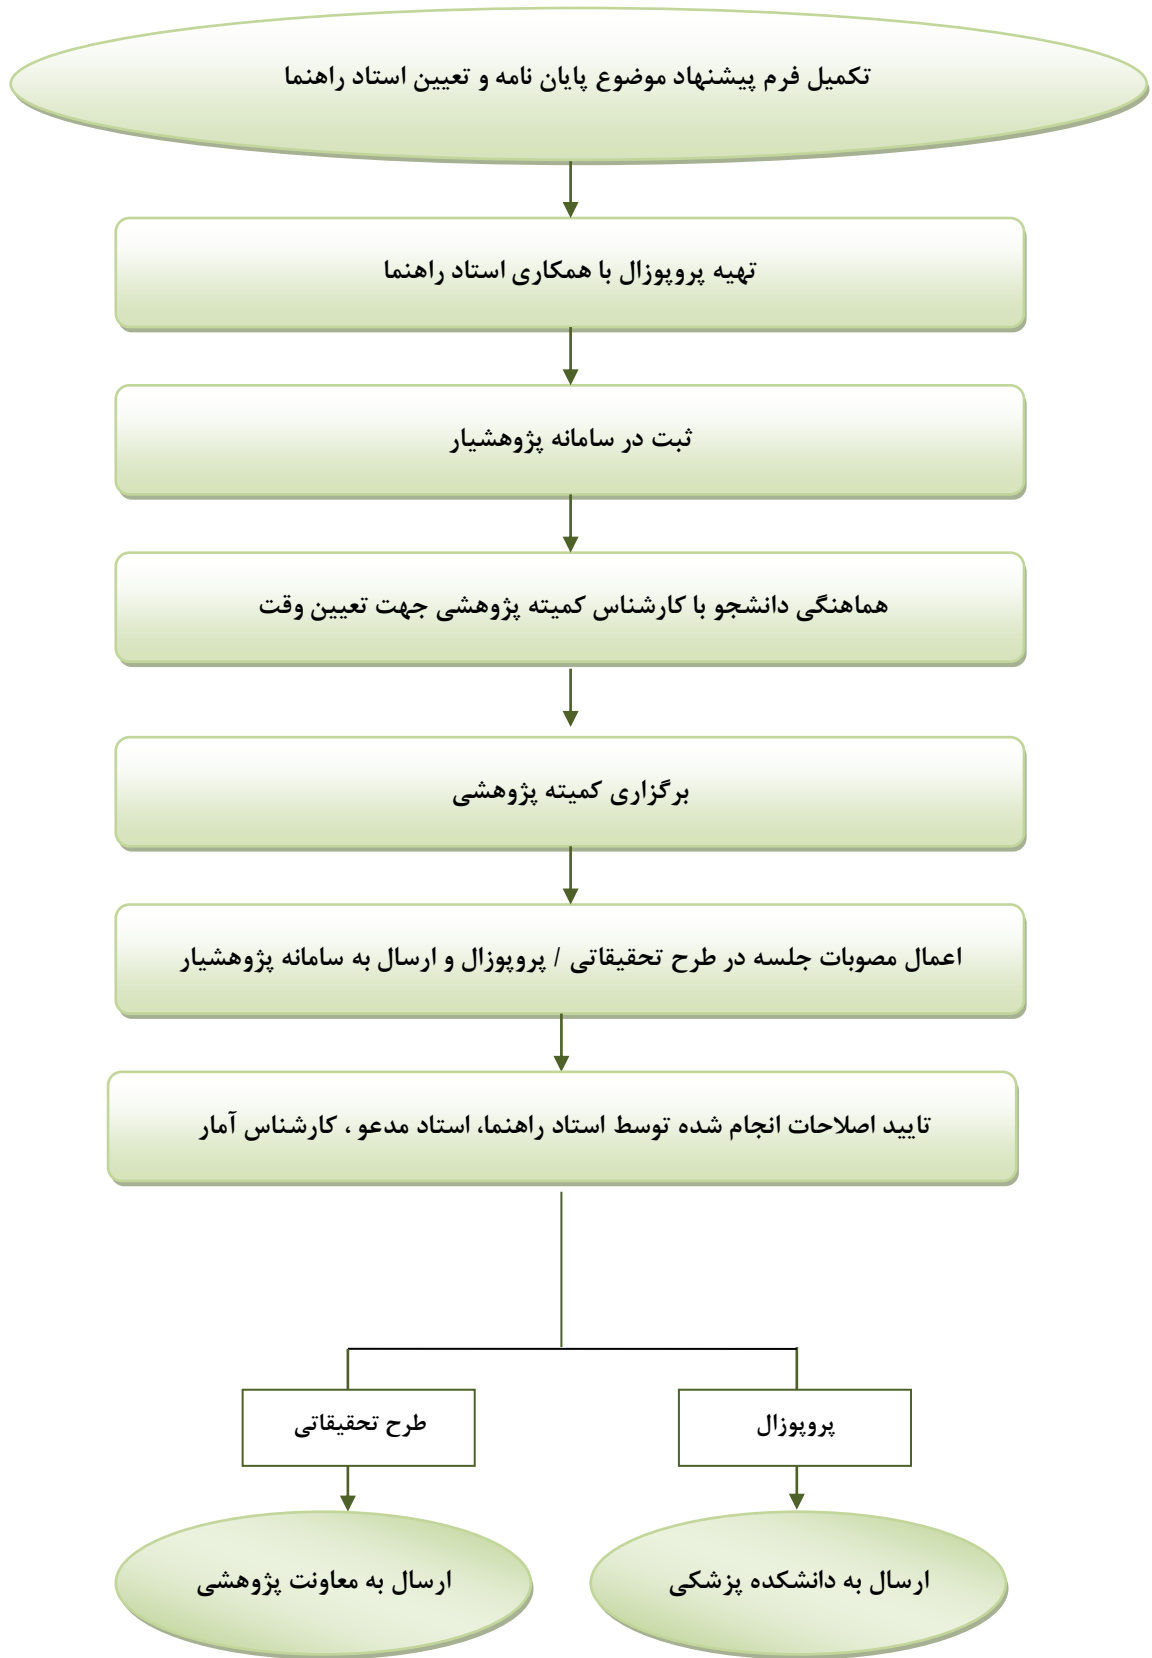 تکمیل فرم پیشنهاد موضوع پایان نامه و تعیین استاد راهنما
تهیه پروپوزال با همکاری استاد راهنما
ثبت در سامانه پژوهشیار
هماهنگی دانشجو با کارشناس کمیته پژوهشی جهت تعیین وقت
برگزاری کمیته پژوهشی
اعمال مصوبات جلسه در طرح تحقیقاتی / پروپوزال و ارسال به سامانه پژوهشیار
تایید اصلاحات انجام شده توسط استاد راهنما، استاد مدعو ، کارشناس آمار
پروپوزال
طرح تحقیقاتی
ارسال به دانشکده پزشکی
ارسال به معاونت پژوهشی